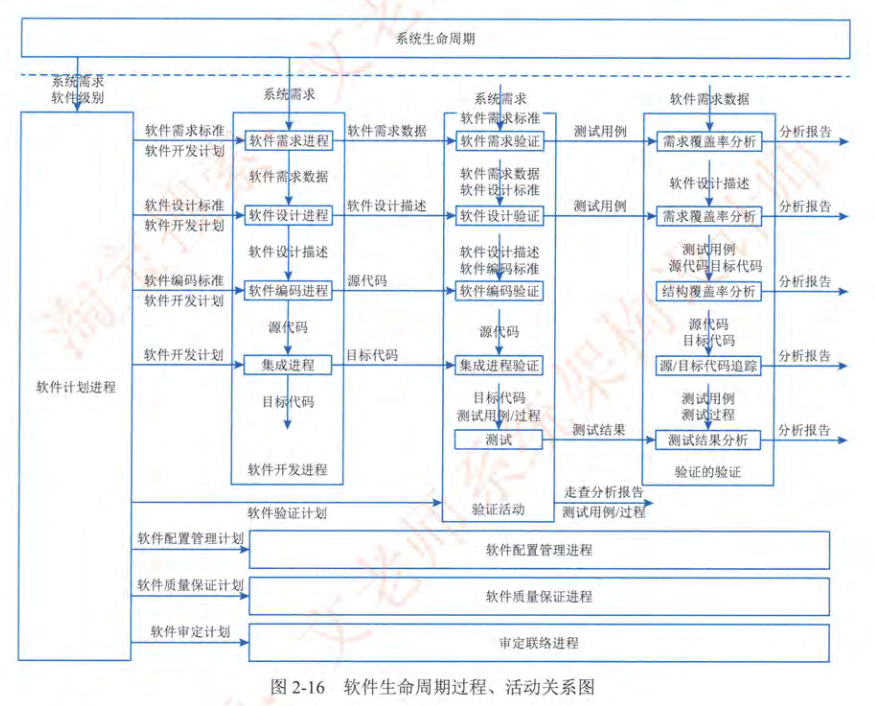 系统生命周期
系统需求
软件级别
系统需求
系统需求
软件需求标准
软件需求数据
软件需求标准
软件开发计划
软件需求进程
软件需求数据
软件需求验证
测试用例
需求覆盖率分析
分析报告
软件需求数据
软件需求数据
软件设计标准
软件设计描述
软件设计标准
软件开发计划
软件设计进程
软件设计描述
软件设计验证
测试用例
需求覆盖率分析
分析报告
软件设计描述
软件设计描述
软件编码标准
测试用例
源代码目标代码
软件编码标准
软件开发计划
软件编码进程
源代码
软件编码验证
结构覆盖率分析
分析报告
源代码
源代码
源代码
目标代码
软件开发计划
集成进程
目标代码
集成进程验证
源/目标代码追踪
分析报告
软件计划进程
目标代码
目标代码
测试用例/过程
测试用例
测试过程
测试
测试结果
测试结果分析
分析报告
软件开发进程
验证的验证
软件验证计划
验证活动
走查分析报告
测试用例/过程
软件配置管理计划
软件配置管理进程
软件质量保证计划
软件质量保证进程
软件审定计划
审定联络进程
图 2-16 软件生命周期过程、活动关系图
淘宝搜索:文老师系统架构设计师